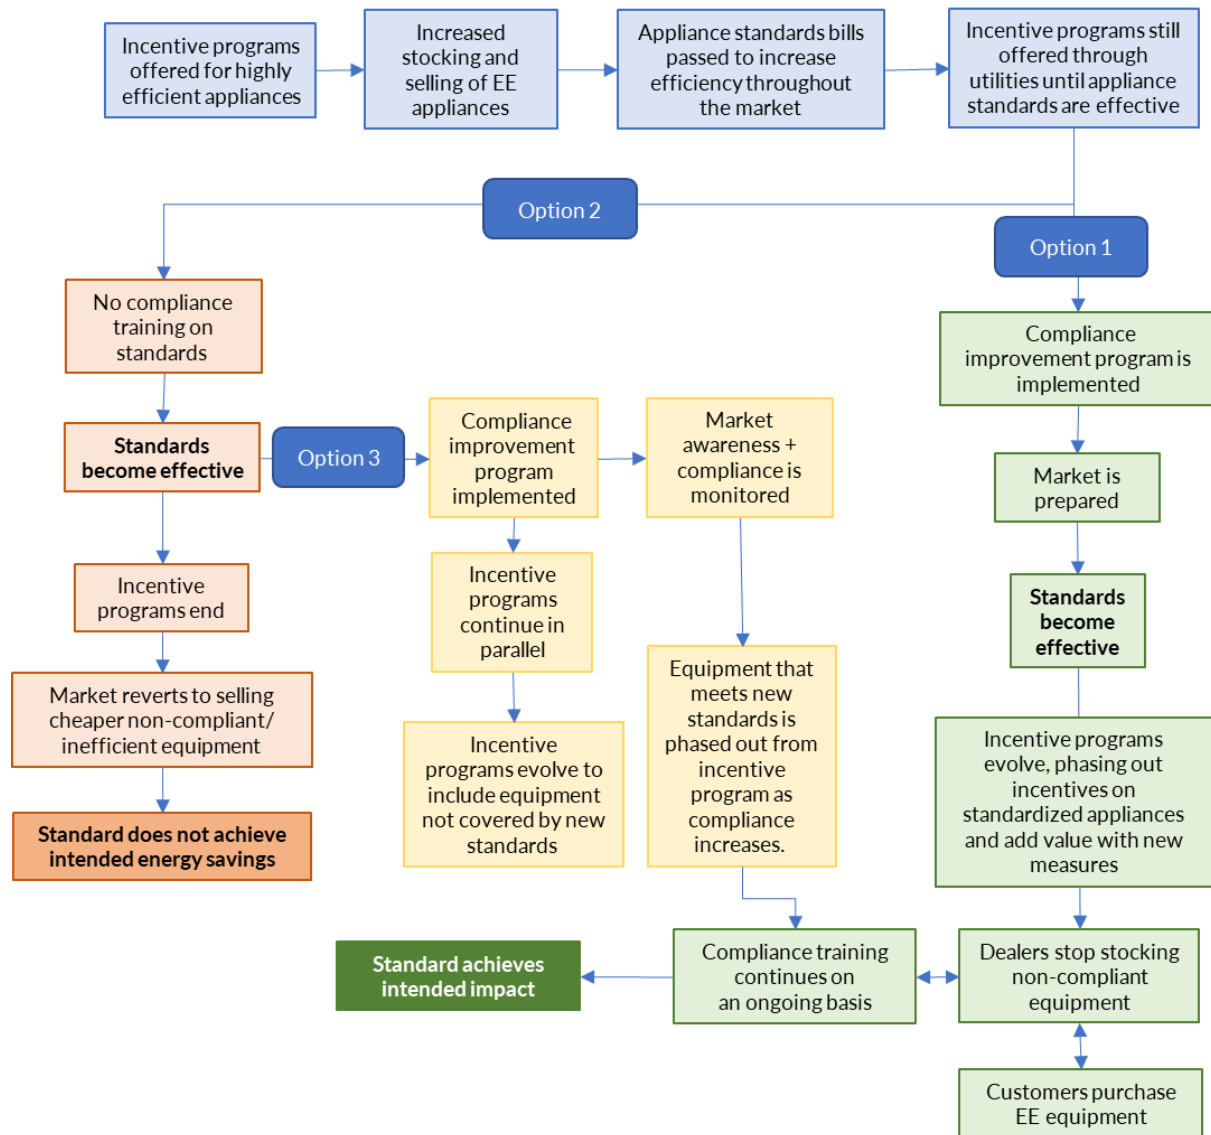 Incentive programs
offered for highly
efficient appliances
Increased
stocking and
selling of EE
appliances
Appliance standards bills
passed to increase
efficiency throughout
the market
Incentive programs still
offered through
utilities until appliance
standards are effective
Option 2
Option 1
No compliance
training on
standards
Standards
become effective
Incentive
programs end
Market reverts to selling
cheaper non-compliant/
inefficient equipment
Standard does not achieve
intended energy savings
Option 3
Compliance
improvement
program
implemented
Incentive
programs
continue in
parallel
Incentive
programs evolve to
include equipment
not covered by new
standards
Market
awareness +
compliance is
monitored
Equipment that
meets new
standards is
phased out from
incentive
program as
compliance
increases.
Compliance
improvement program is
implemented
Market is
prepared
Standards
become
effective
Incentive programs
evolve, phasing out
incentives on
standardized appliances
and add value with new
measures
Standard achieves
intended impact
Compliance training
continues on
an ongoing basis
Dealers stop stocking
non-compliant
equipment
Customers purchase
EE equipment